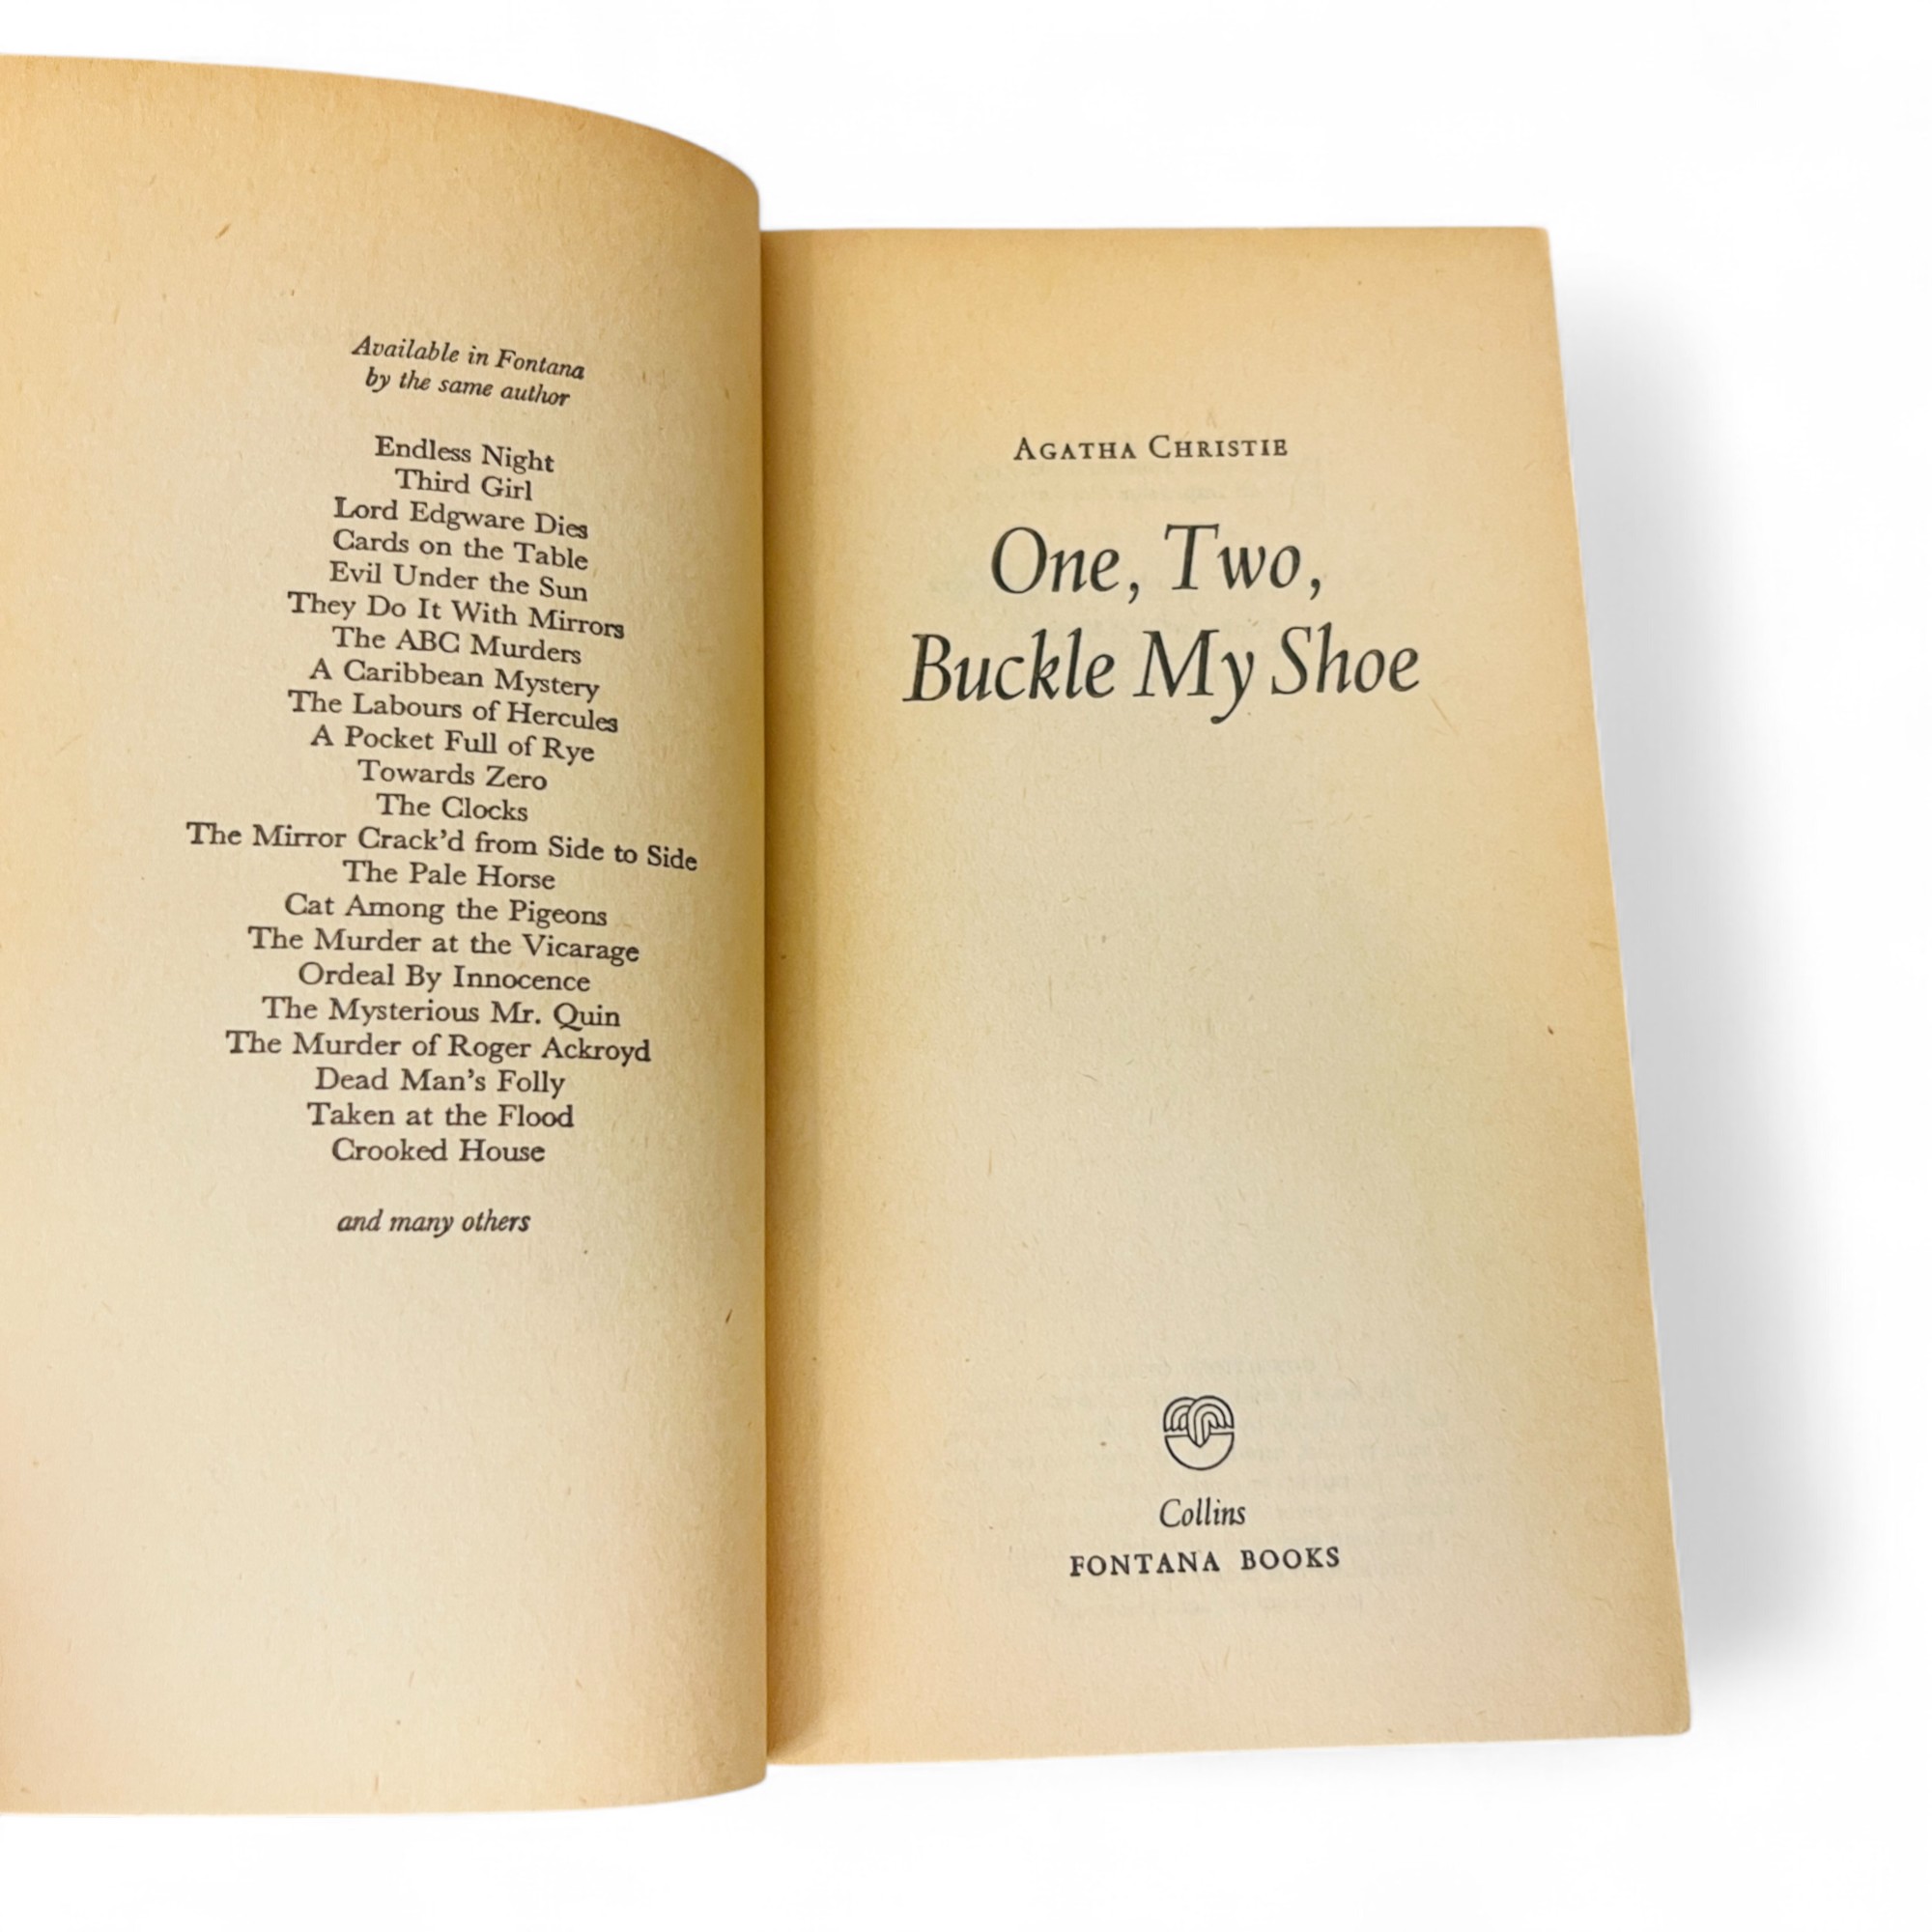 Available in Fontana
by the same author
Endless Night
Third Girl
Lord Edgware Dies
Cards on the Table
Evil Under the Sun
They Do It With Mirrors
The ABC Murders
A Caribbean Mystery
The Labours of Hercules
A Pocket Full of Rye
Towards Zero
The Clocks
The Mirror Crack'd from Side to Side
The Pale Horse
Cat Among the Pigeons
The Murder at the Vicarage
Ordeal By Innocence
The Mysterious Mr. Quin
The Murder of Roger Ackroyd
Dead Man's Folly
Taken at the Flood
Crooked House
and many others
AGATHA CHRISTIE
One, Two,
Buckle My Shoe
Collins
FONTANA BOOKS